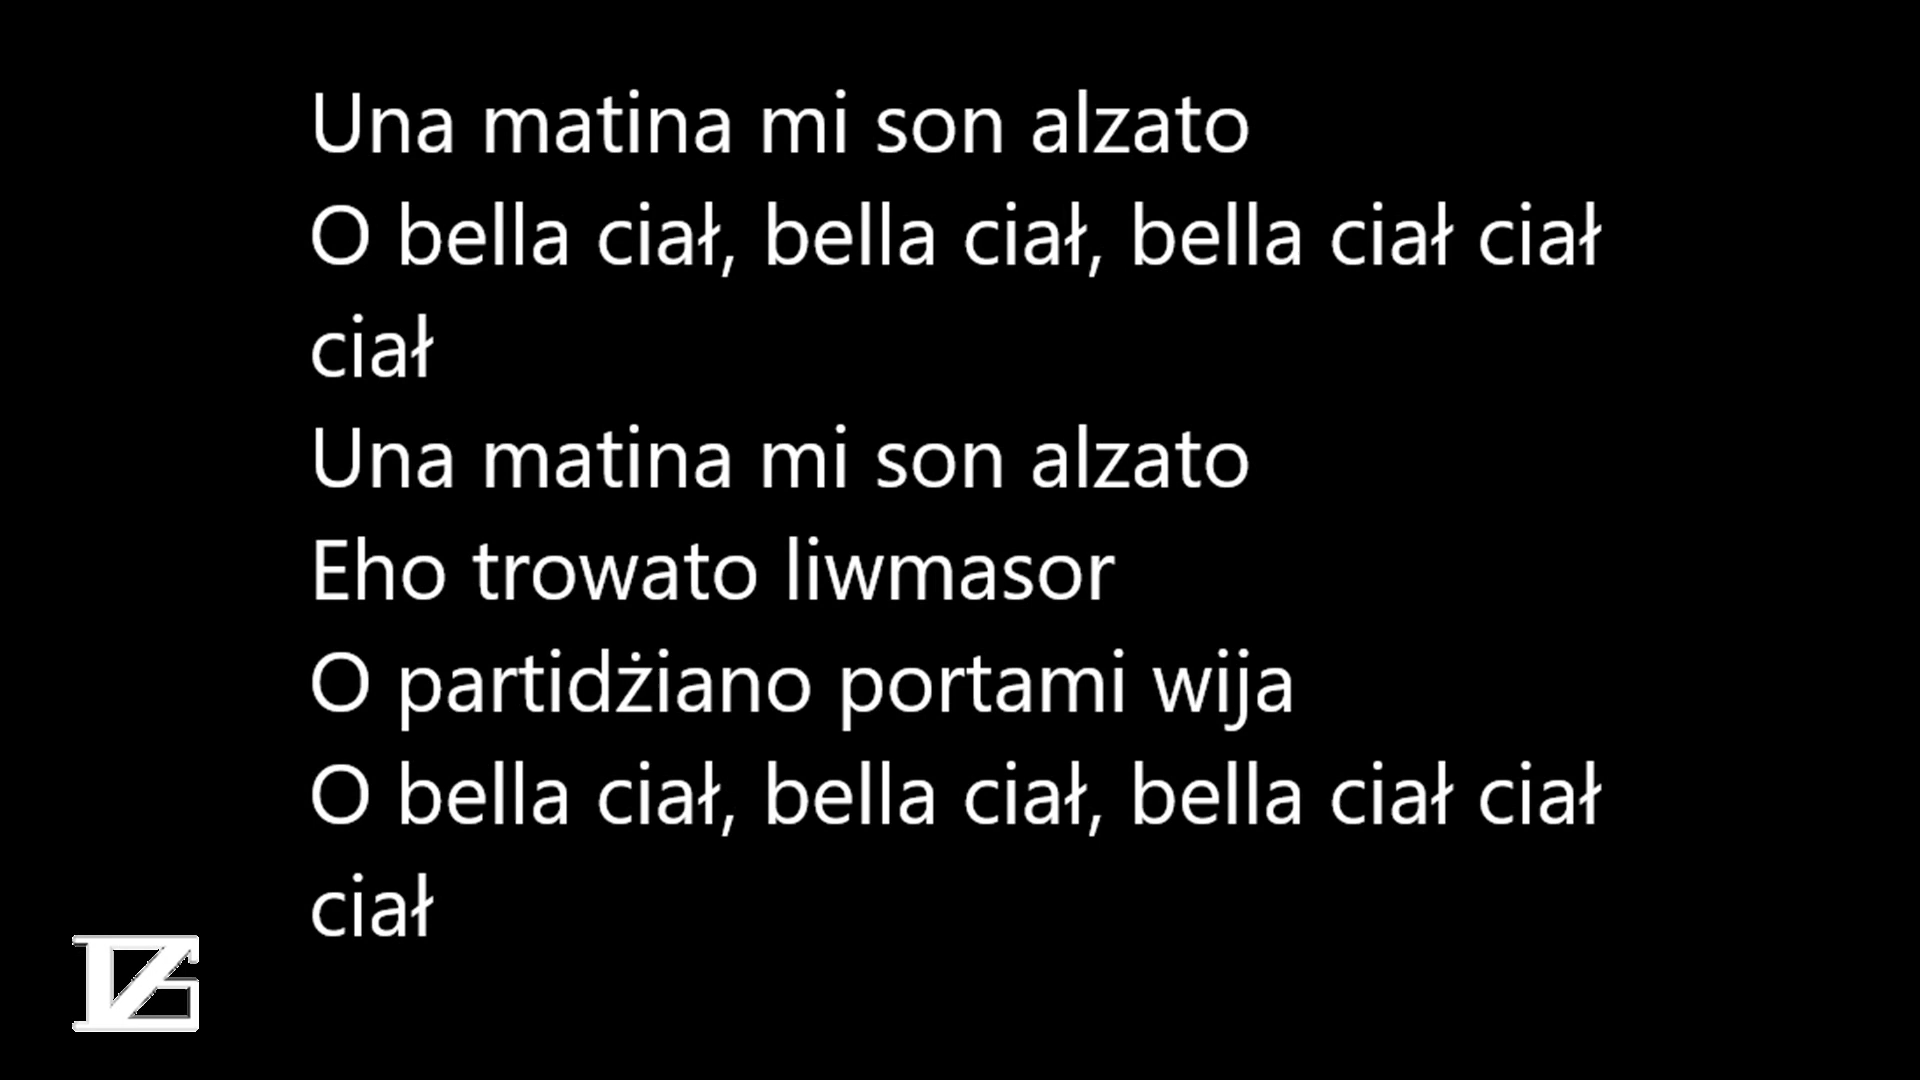 Una matina mi son alzato
O bella ciał, bella ciał, bella ciał ciał
ciał
Una matina mi son alzato
Eho trowato liwmasor
O partidżiano portami wija
O bella ciał, bella ciał, bella ciał ciał
ciał